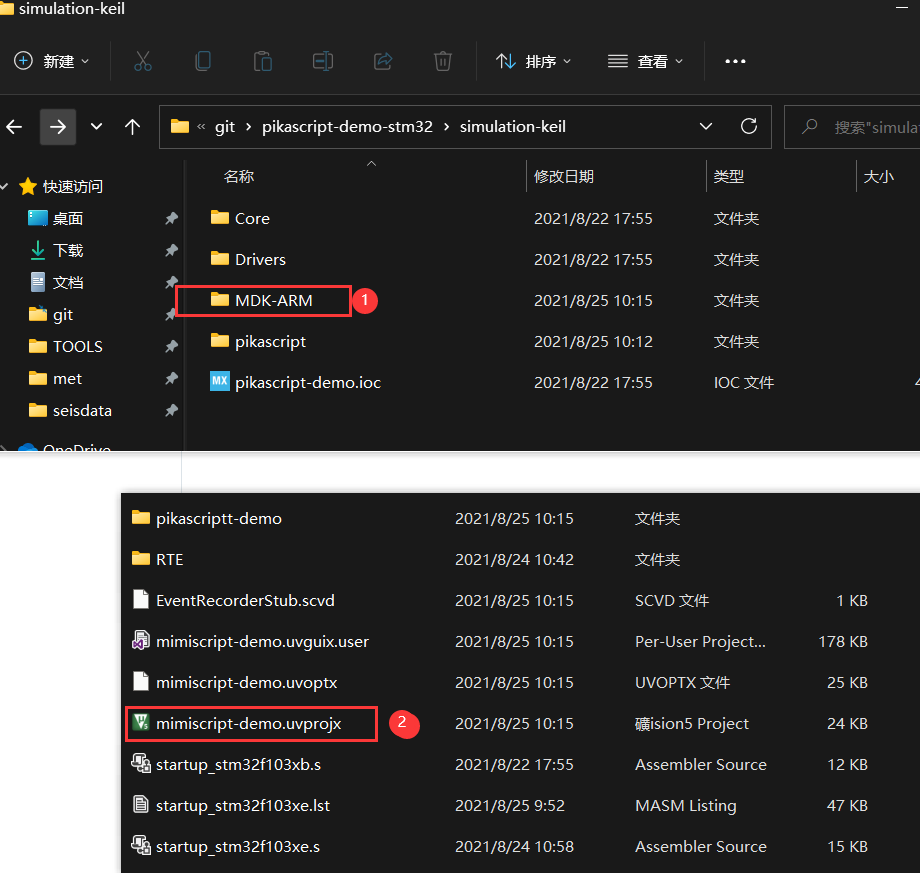 simulation-keil
新建 排序 查看
« git › pikascript-demo-stm32 › simulation-keil 搜索"simula
名称 修改日期 类型 大小
快速访问
桌面
下载
文档
git
TOOLS
met
seisdata
OneDrive
Core 2021/8/22 17:55 文件夹
Drivers 2021/8/22 17:55 文件夹
MDK-ARM 1 2021/8/25 10:15 文件夹
pikascript 2021/8/25 10:12 文件夹
MX pikascript-demo.ioc 2021/8/22 17:55 IOC 文件 4
pikascriptt-demo 2021/8/25 10:15 文件夹
RTE 2021/8/24 10:42 文件夹
EventRecorderStub.scvd 2021/8/25 10:15 SCVD 文件 1 KB
mimiscript-demo.uvguix.user 2021/8/25 10:15 Per-User Project... 178 KB
mimiscript-demo.uvoptx 2021/8/25 10:15 UVOPTX 文件 25 KB
mimiscript-demo.uvprojx 2 2021/8/25 10:15 礦ision5 Project 24 KB
startup_stm32f103xb.s 2021/8/22 17:55 Assembler Source 12 KB
startup_stm32f103xe.lst 2021/8/25 9:52 MASM Listing 47 KB
startup_stm32f103xe.s 2021/8/24 10:58 Assembler Source 15 KB